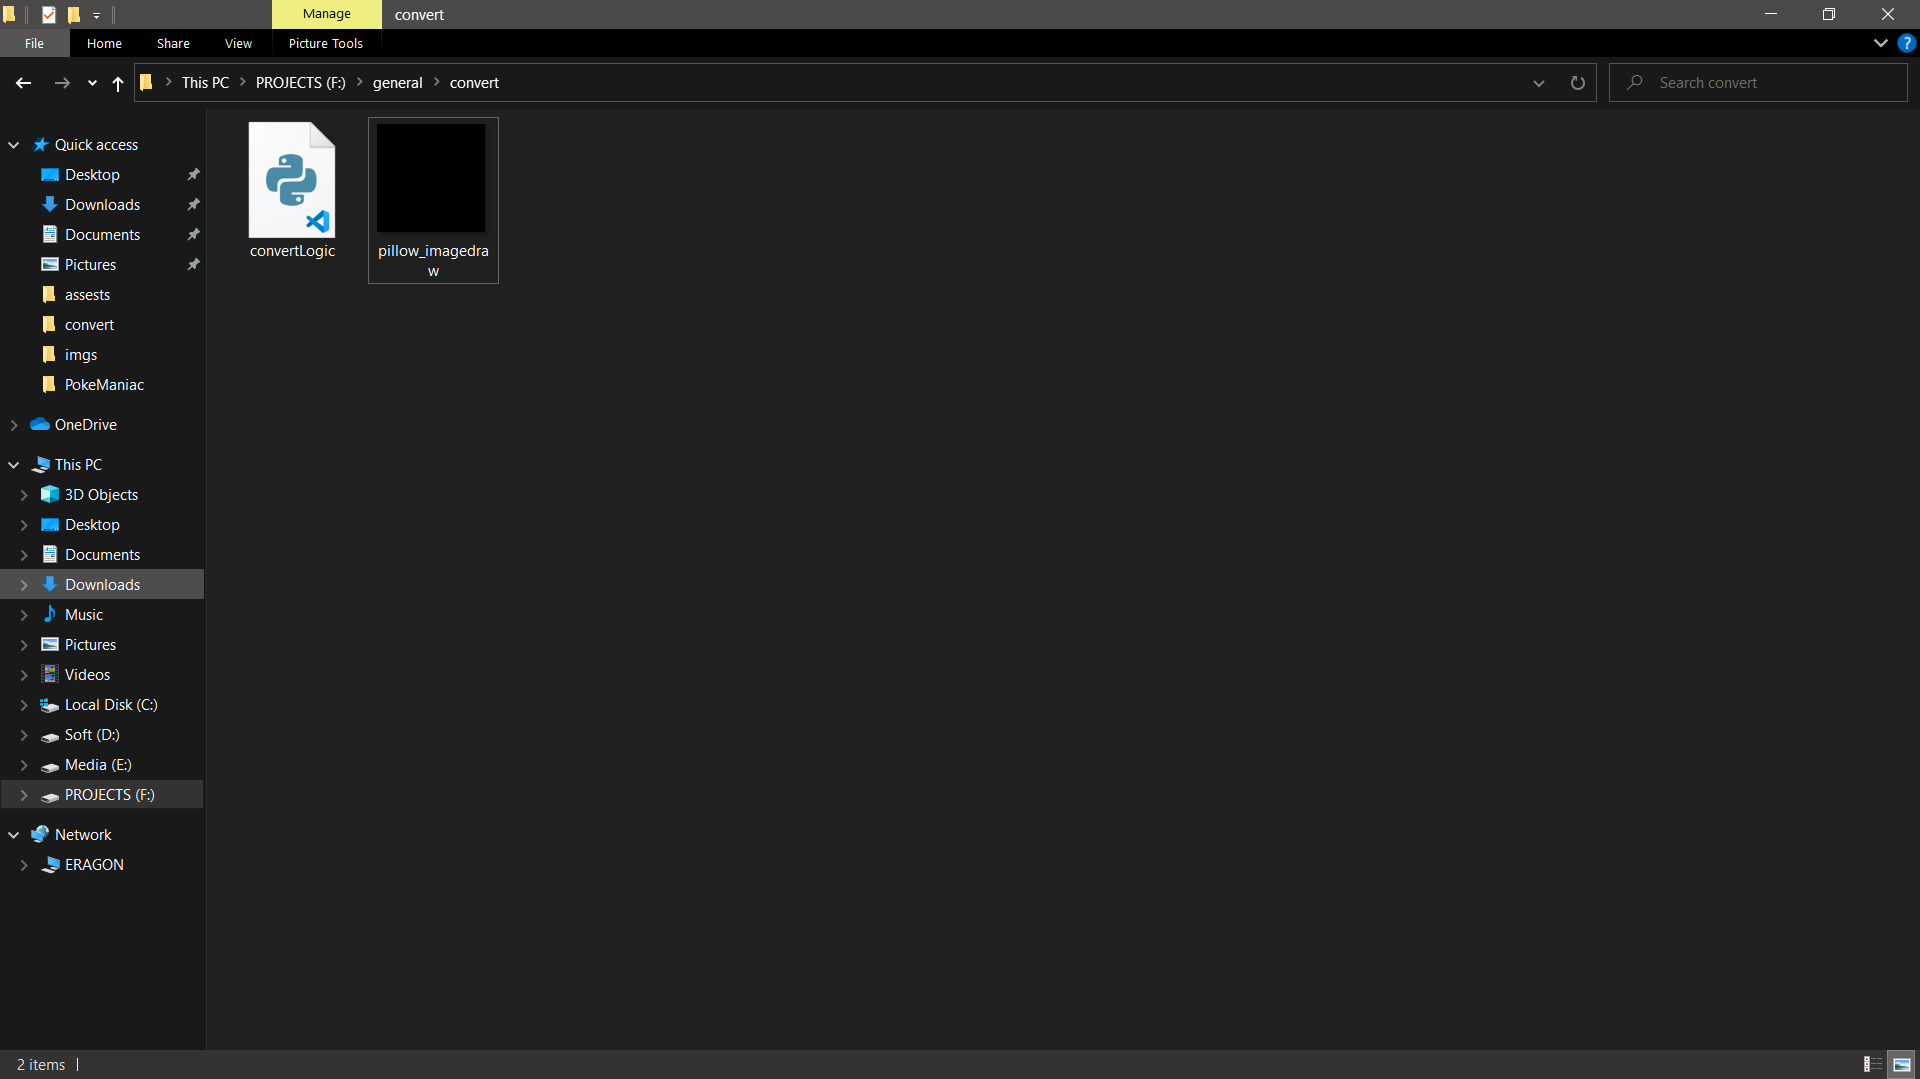 Manage
convert
File
Home
Share
View
Picture Tools
This PC
PROJECTS (F:)
general
convert
Search convert
Quick access
Desktop
Downloads
Documents
Pictures
assests
convert
imgs
PokeManiac
OneDrive
This PC
3D Objects
Desktop
Documents
Downloads
Music
Pictures
Videos
Local Disk (C:)
Soft (D:)
Media (E:)
PROJECTS (F:)
Network
ERAGON
convertLogic
pillow_imagedra
w
2 items